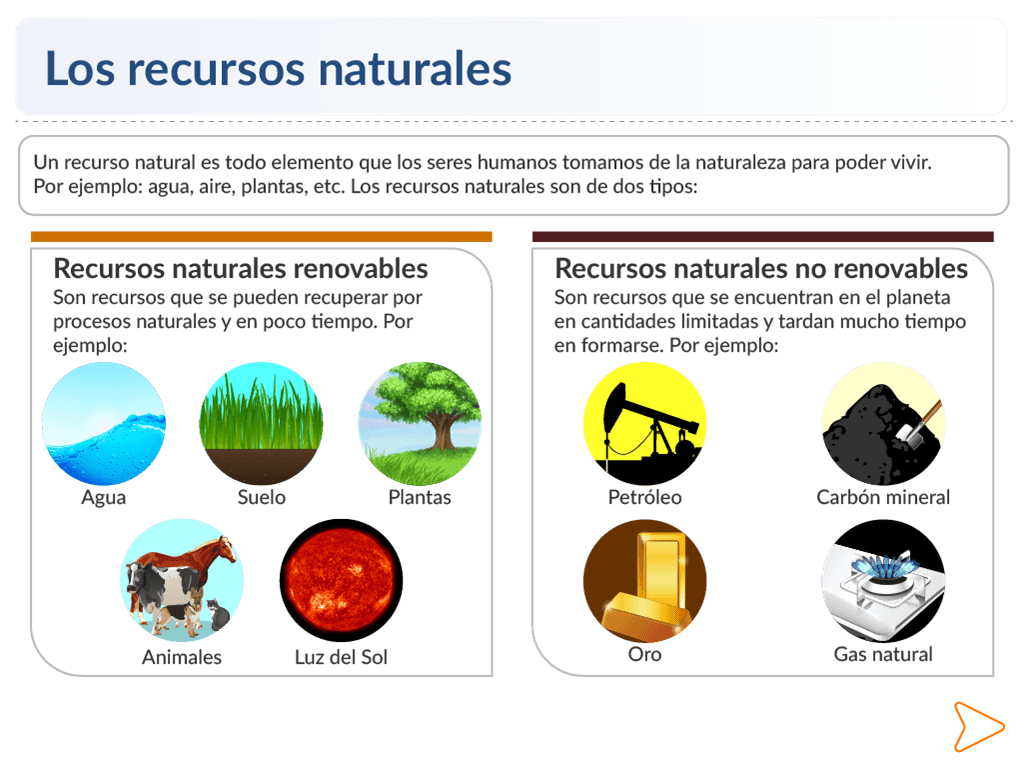 Los recursos naturales
Un recurso natural es todo elemento que los seres humanos tomamos de la naturaleza para poder vivir.
Por ejemplo: agua, aire, plantas, etc. Los recursos naturales son de dos tipos:
Recursos naturales renovables
Son recursos que se pueden recuperar por
procesos naturales y en poco tiempo. Por
ejemplo:
Agua
Suelo
Plantas
Animales
Luz del Sol
Recursos naturales no renovables
Son recursos que se encuentran en el planeta
en cantidades limitadas y tardan mucho tiempo
en formarse. Por ejemplo:
Petróleo
Carbón mineral
Oro
Gas natural